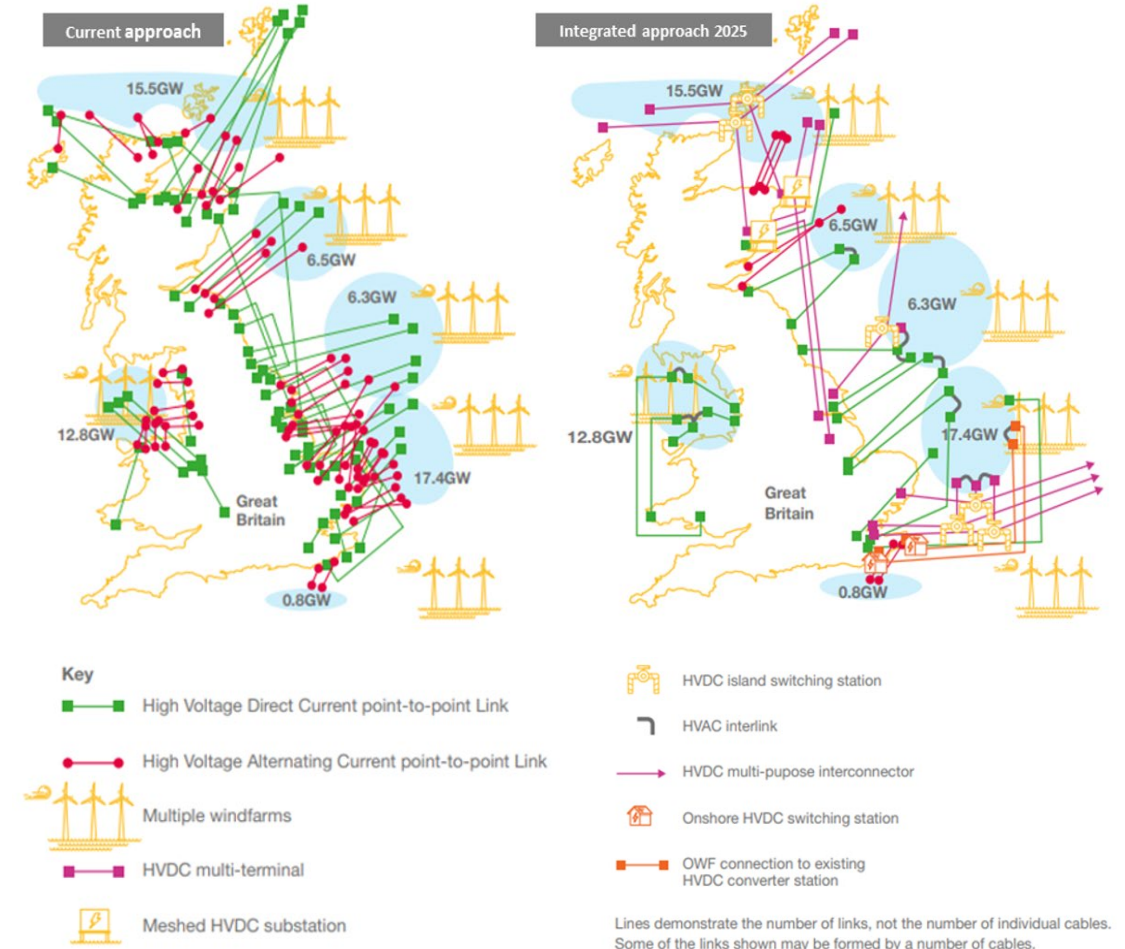 Current approach
15.5GW
6.5GW
6.3GW
12.8GW
17.4GW
Great
Britain
0.8GW
Integrated approach 2025
15.5GW
6.5GW
6.3GW
12.8GW
17.4GW
Great
Britain
0.8GW
Key
High Voltage Direct Current point-to-point Link
High Voltage Alternating Current point-to-point Link
Multiple windfarms
HVDC multi-terminal
Meshed HVDC substation
HVDC island switching station
HVAC interlink
HVDC multi-pupose interconnector
Onshore HVDC switching station
OWF connection to existing
HVDC converter station
Lines demonstrate the number of links, not the number of individual cables.
Some of the links shown may be formed by a number of cables.